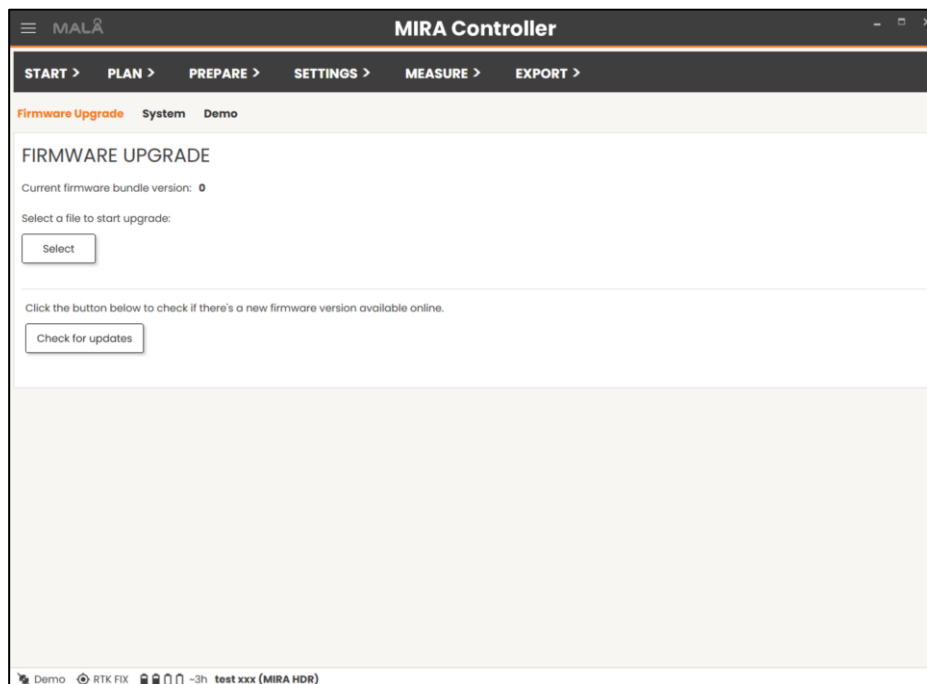 MALÅ MIRA Controller
START > PLAN > PREPARE > SETTINGS > MEASURE > EXPORT >
Firmware Upgrade System Demo
FIRMWARE UPGRADE
Current firmware bundle version: 0
Select a file to start upgrade:
Select
Click the button below to check if there's a new firmware version available online.
Check for updates
Demo RTK FIX ~3h test xxx (MIRA HDR)